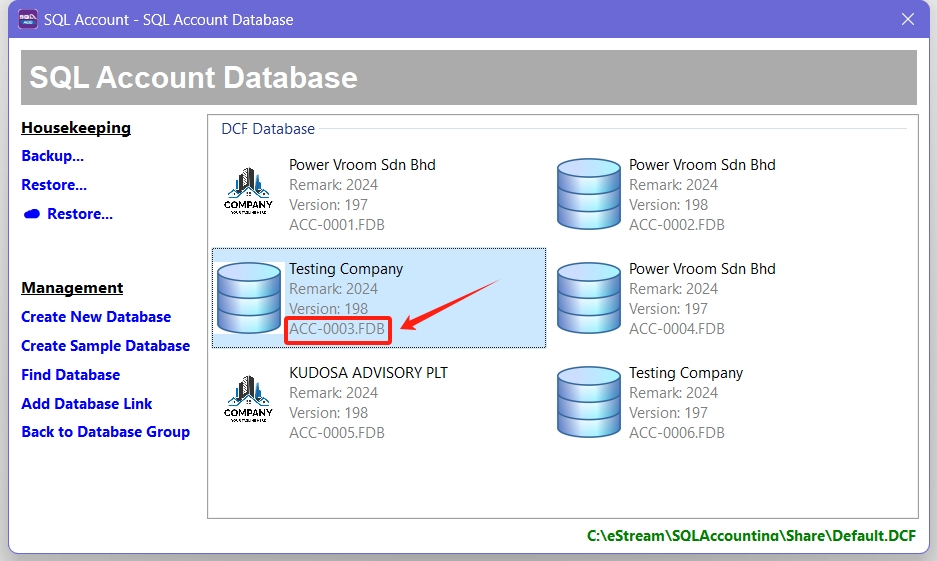 SQL Account - SQL Account Database
SQL Account Database
Housekeeping
Backup...
Restore...
Restore...
Management
Create New Database
Create Sample Database
Find Database
Add Database Link
Back to Database Group
DCF Database
COMPANY
Power Vroom Sdn Bhd
Remark: 2024
Version: 197
ACC-0001.FDB
Power Vroom Sdn Bhd
Remark: 2024
Version: 198
ACC-0002.FDB
Testing Company
Remark: 2024
Version: 198
ACC-0003.FDB
Power Vroom Sdn Bhd
Remark: 2024
Version: 197
ACC-0004.FDB
COMPANY
KUDOSA ADVISORY PLT
Remark: 2024
Version: 198
ACC-0005.FDB
Testing Company
Remark: 2024
Version: 197
ACC-0006.FDB
C:\eStream\SQLAccounting\Share\Default.DCF